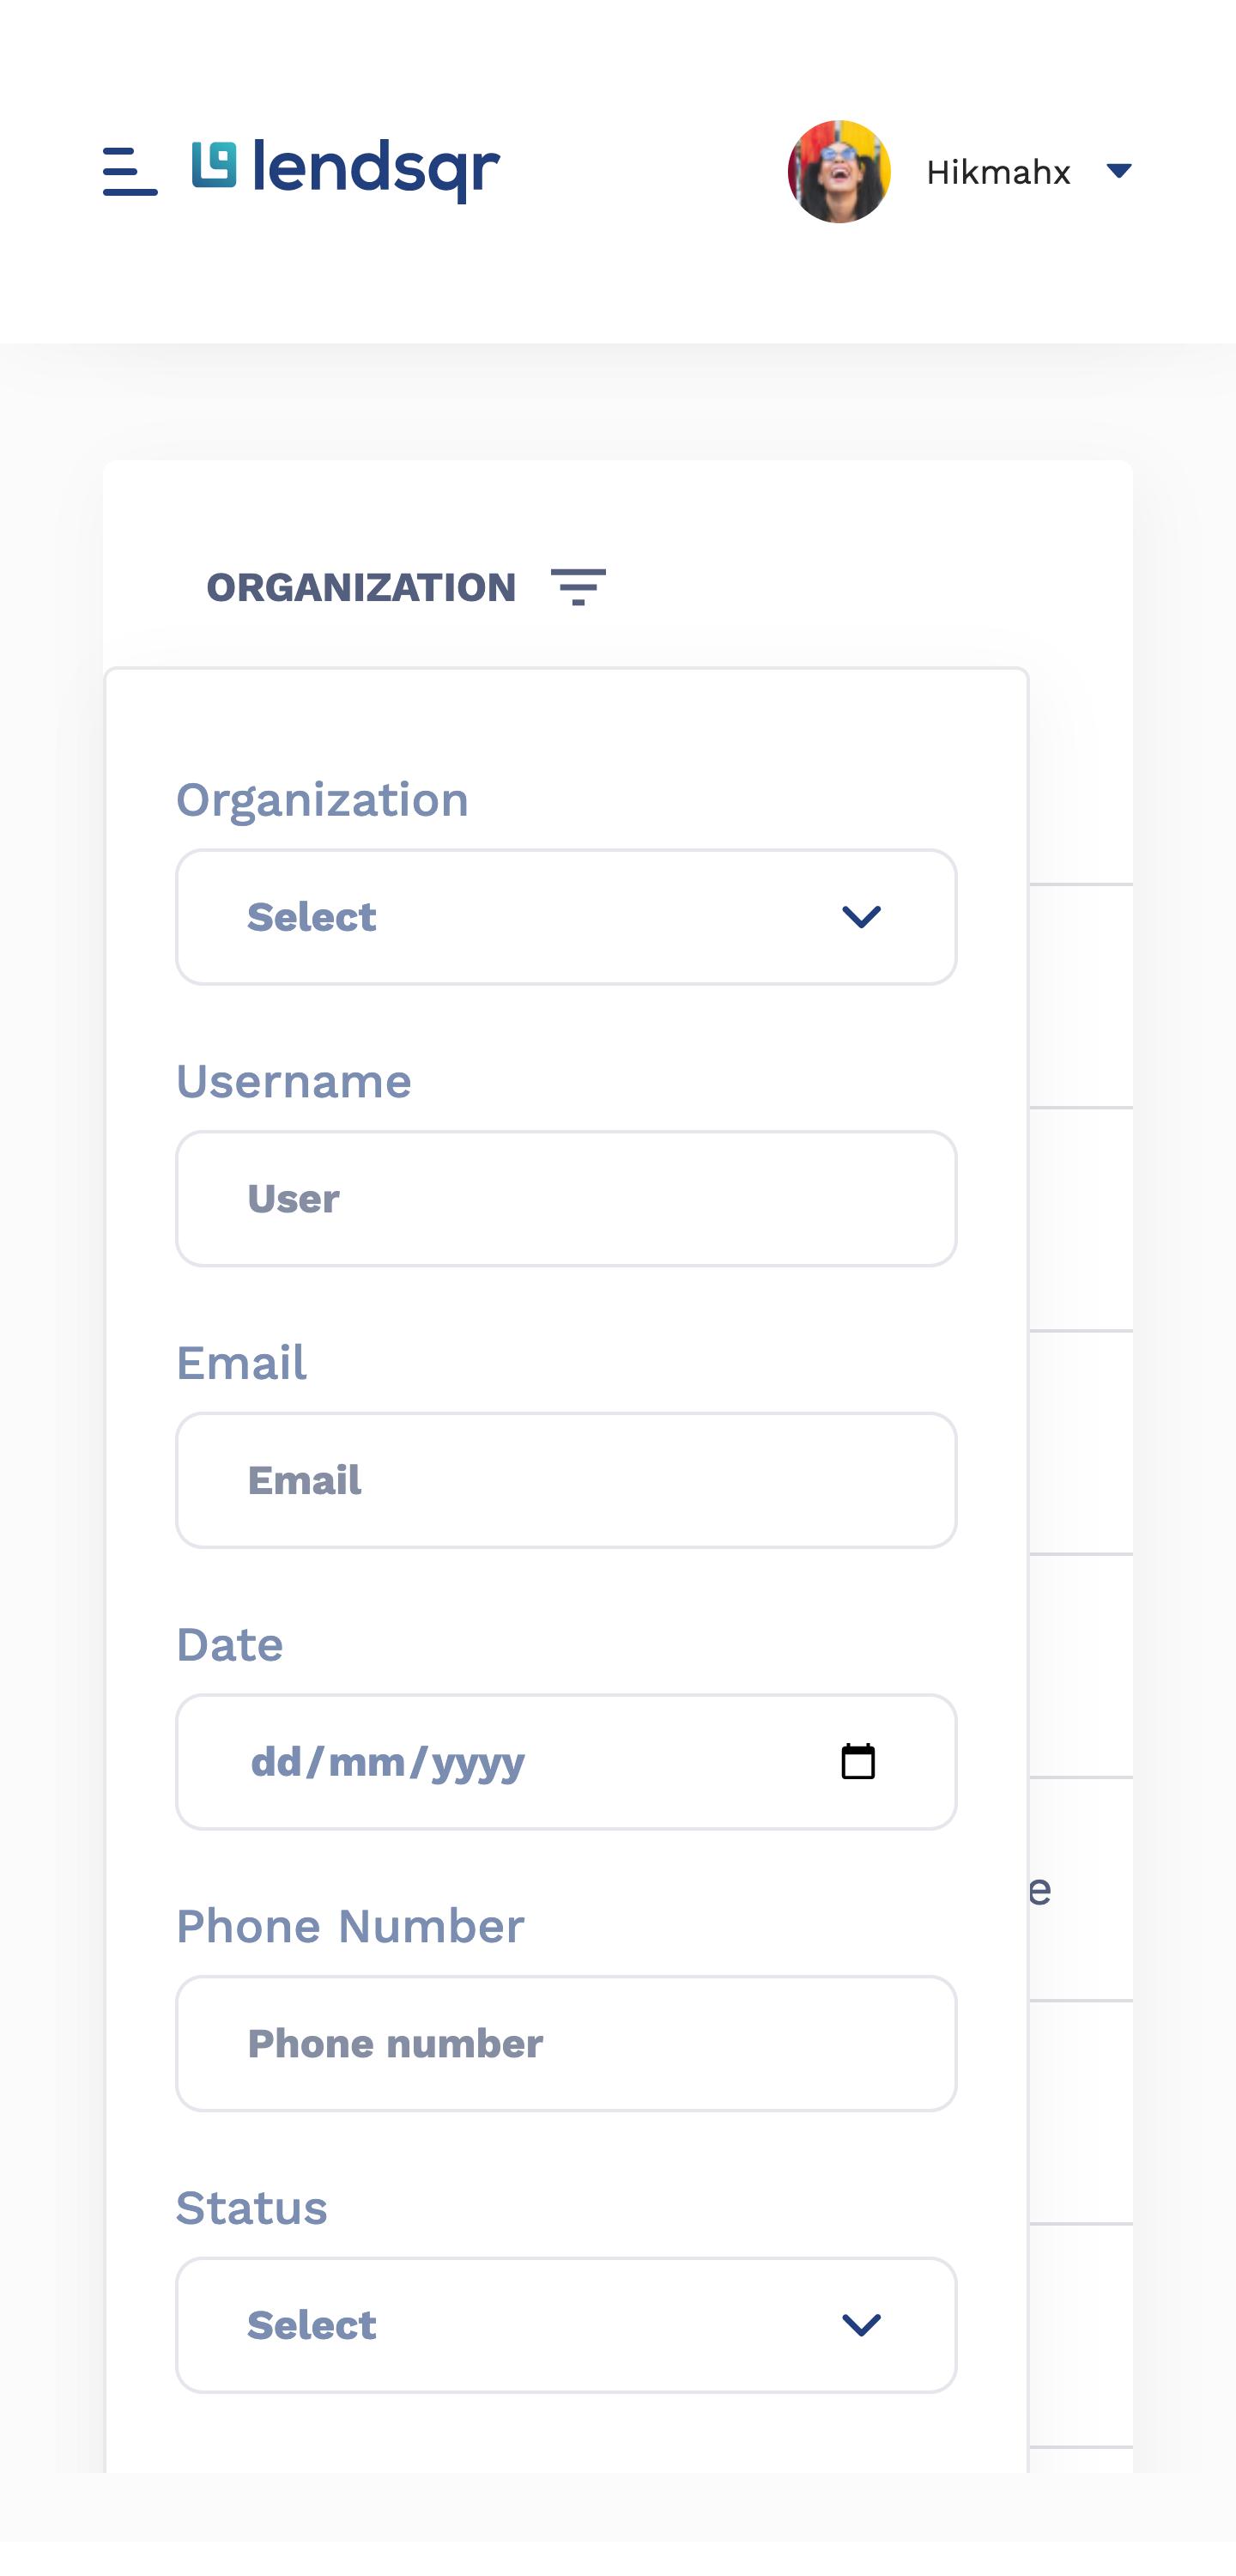 lendsqr
Hikmahx
ORGANIZATION
Organization
Select
Username
User
Email
Email
Date
dd/mm/yyyy
e
Phone Number
Phone number
Status
Select